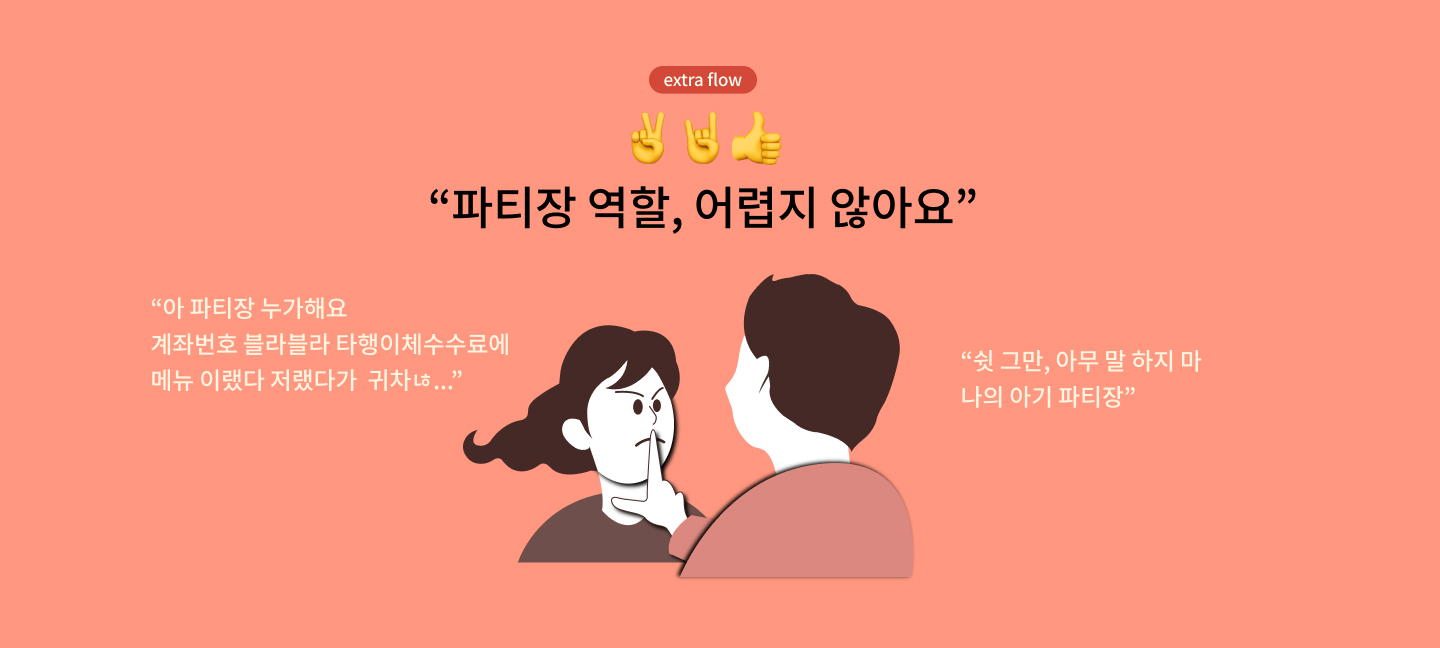 extra flow
✌️🤘👍
“파티장 역할, 어렵지 않아요”
“아 파티장 누가해요
계좌번호 블라블라 타행이체수수료에
메뉴 이랬다 저랬다가 귀차ㄶ...”
“쉿 그만, 아무 말 하지 마
나의 아기 파티장”